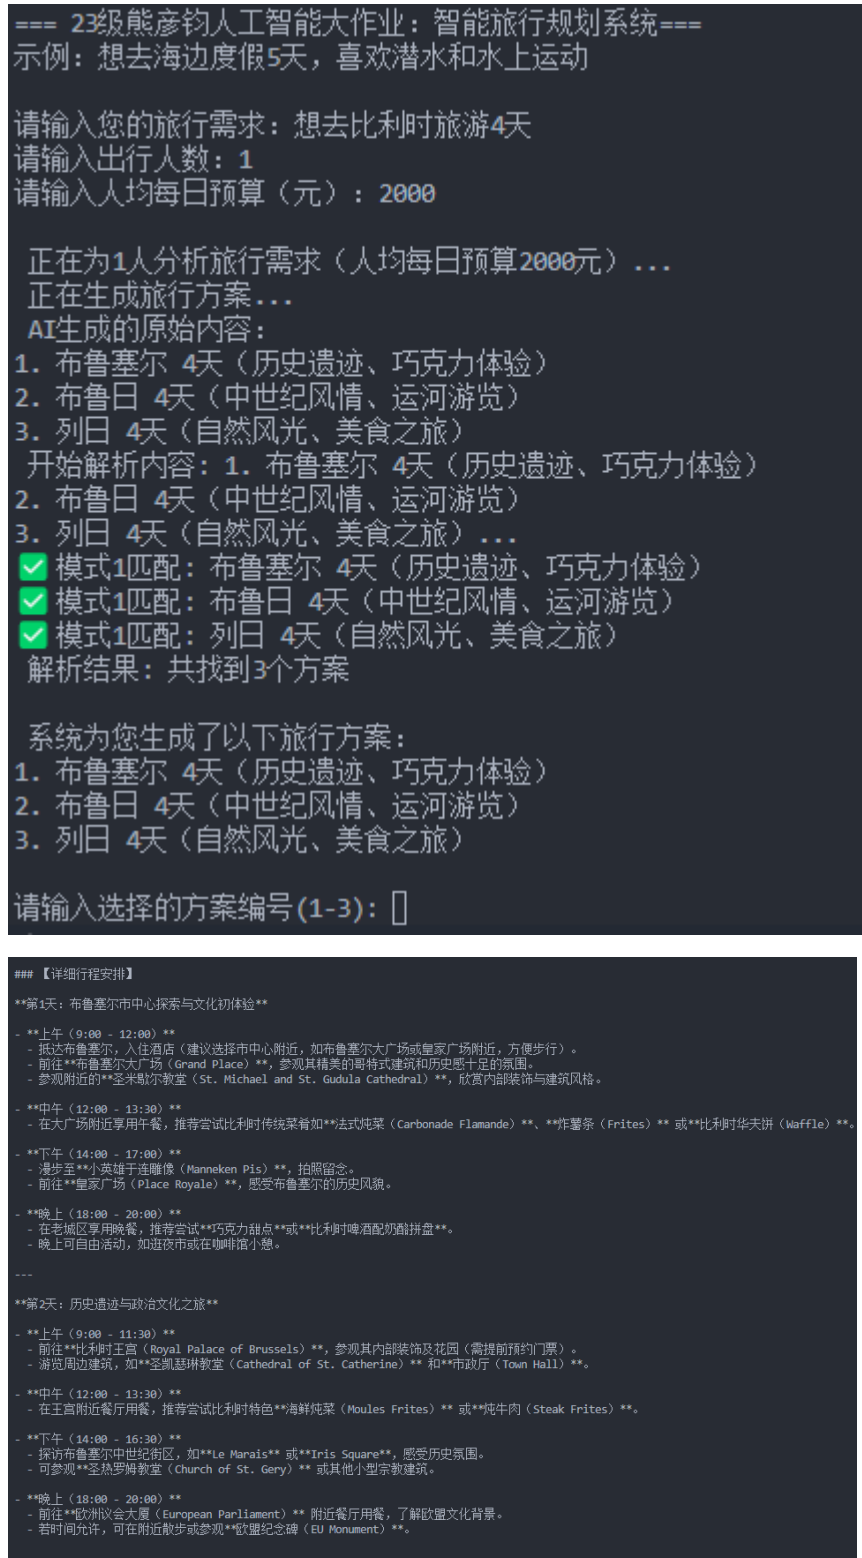 === 23级熊彦钧人工智能大作业: 智能旅行规划系统===
示例: 想去海边度假5天，喜欢潜水和水上运动
请输入您的旅行需求: 想去比利时旅游4天
请输入出行人数: 1
请输入人均每日预算（元）: 2000
正在为1人分析旅行需求（人均每日预算2000元）...
正在生成旅行方案...
AI生成的原始内容:
1. 布鲁塞尔 4天（历史遗迹、巧克力体验）
2. 布鲁日 4天（中世纪风情、运河游览）
3. 列日 4天（自然风光、美食之旅）
开始解析内容: 1. 布鲁塞尔 4天（历史遗迹、巧克力体验）
2. 布鲁日 4天（中世纪风情、运河游览）
3. 列日 4天（自然风光、美食之旅）...
✅ 模式1匹配: 布鲁塞尔 4天（历史遗迹、巧克力体验）
✅ 模式1匹配: 布鲁日 4天（中世纪风情、运河游览）
✅ 模式1匹配: 列日 4天（自然风光、美食之旅）
解析结果: 共找到3个方案
系统为您生成了以下旅行方案:
1. 布鲁塞尔 4天（历史遗迹、巧克力体验）
2. 布鲁日 4天（中世纪风情、运河游览）
3. 列日 4天（自然风光、美食之旅）
请输入选择的方案编号(1-3):
### 【详细行程安排】
**第1天: 布鲁塞尔市中心探索与文化初体验**
- **上午（9:00 - 12:00）**
- 抵达布鲁塞尔，入住酒店（建议选择市中心附近，如布鲁塞尔大广场或皇家广场附近，方便步行）。
- 前往**布鲁塞尔大广场（Grand Place）**，参观其精美的哥特式建筑和历史感十足的氛围。
- 参观附近的**圣米歇尔教堂（St. Michael and St. Gudula Cathedral）**，欣赏内部装饰与建筑风格。
- **中午（12:00 - 13:30）**
- 在大广场附近享用午餐，推荐尝试比利时传统菜肴如**法式炖菜（Carbonade Flamande）**、**炸薯条（Frites）** 或**比利时华夫饼（Waffle）**。
- **下午（14:00 - 17:00）**
- 漫步至**小英雄于连雕像（Manneken Pis）**，拍照留念。
- 前往**皇家广场（Place Royale）**，感受布鲁塞尔的历史风貌。
- **晚上（18:00 - 20:00）**
- 在老城区享用晚餐，推荐尝试**巧克力甜点**或**比利时啤酒配奶酪拼盘**。
- 晚上可自由活动，如逛夜市或在咖啡馆小憩。
---
**第2天: 历史遗迹与政治文化之旅**
- **上午（9:00 - 11:30）**
- 前往**比利时王宫（Royal Palace of Brussels）**，参观其内部装饰及花园（需提前预约门票）。
- 游览周边建筑，如**圣凯瑟琳教堂（Cathedral of St. Catherine）** 和**市政厅（Town Hall）**。
- **中午（12:00 - 13:30）**
- 在王宫附近餐厅用餐，推荐尝试比利时特色**海鲜炖菜（Moules Frites）** 或**炖牛肉（Steak Frites）**。
- **下午（14:00 - 16:30）**
- 探访布鲁塞尔中世纪街区，如**Le Marais** 或**Iris Square**，感受历史氛围。
- 可参观**圣热罗姆教堂（Church of St. Gery）** 或其他小型宗教建筑。
- **晚上（18:00 - 20:00）**
- 前往**欧洲议会大厦（European Parliament）** 附近餐厅用餐，了解欧盟文化背景。
- 若时间允许，可在附近散步或参观**欧盟纪念碑（EU Monument）**。